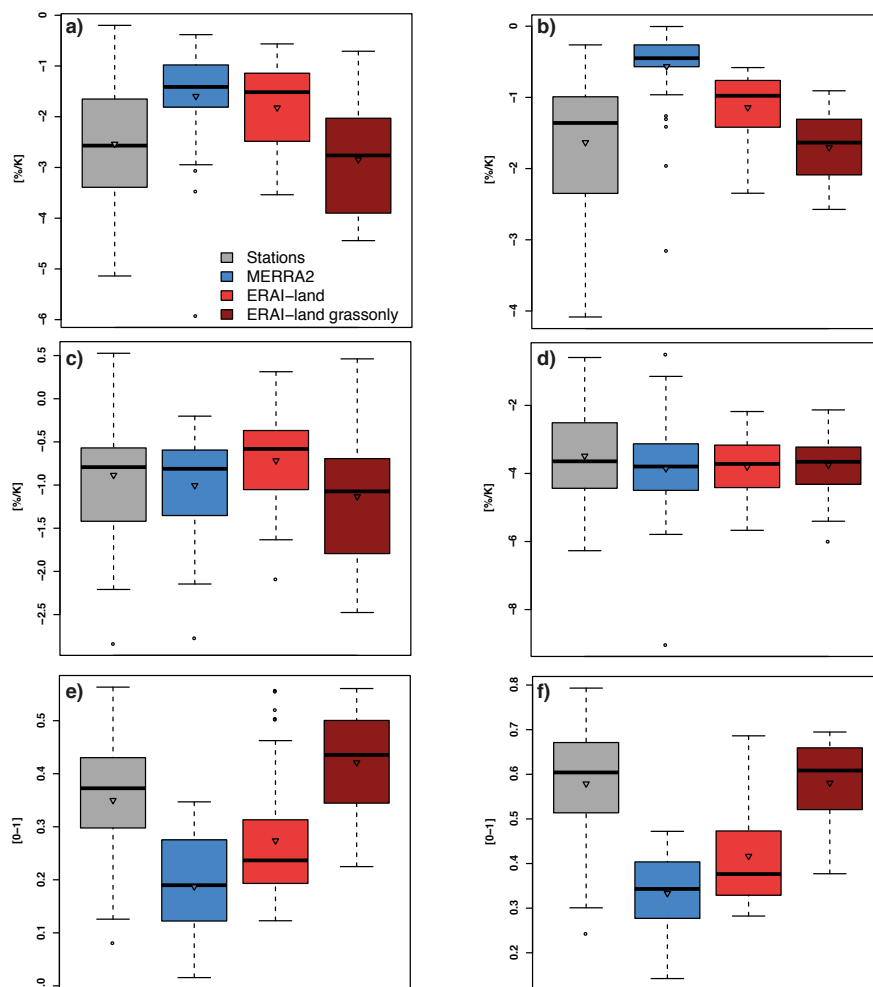 a)
0
−1
−2
−3
−4
−5
−6
[%/K]
Stations
MERRA2
ERAI−land
ERAI−land grassonly
b)
0
−1
−2
−3
−4
[%/K]
c)
0.5
0.0
−0.5
−1.0
−1.5
−2.0
−2.5
[%/K]
d)
−2
−4
−6
−8
[%/K]
e)
0.5
0.4
0.3
0.2
0.1
.0
[0−1]
f)
0.8
0.7
0.6
0.5
0.4
0.3
0.2
[0−1]